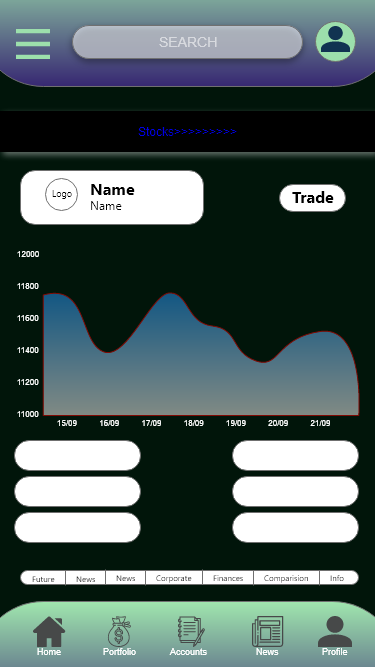 SEARCH
Stocks>>>>>>>>>
Logo
Name
Name
Trade
12000
11800
11600
11400
11200
11000
15/09 16/09 17/09 18/09 19/09 20/09 21/09
Future News News Corporate Finances Comparision Info
Home Portfolio Accounts News Profile